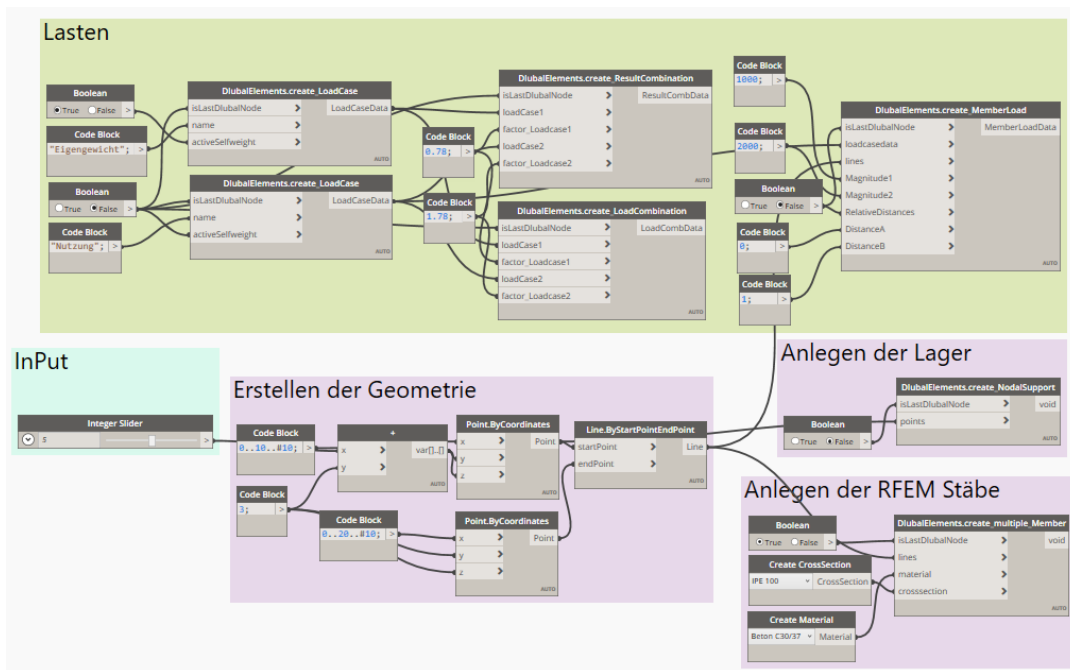 Lasten
Boolean
True False >
Code Block
"Eigengewicht"; >
Boolean
True False >
Code Block
"Nutzung"; >
DlubalElements.create_LoadCase
isLastDlubalNode > LoadCaseData
name >
activeSelfweight >
AUTO
DlubalElements.create_LoadCase
isLastDlubalNode > LoadCaseData
name >
activeSelfweight >
AUTO
Code Block
0.78; >
Code Block
1.78; >
DlubalElements.create_ResultCombination
isLastDlubalNode > ResultCombData
loadCase1 >
factor_Loadcase1 >
loadCase2 >
factor_Loadcase2 >
AUTO
DlubalElements.create_LoadCombination
isLastDlubalNode > LoadCombData
loadCase1 >
factor_Loadcase1 >
loadCase2 >
factor_Loadcase2 >
AUTO
Code Block
1000; >
Code Block
2000; >
Boolean
True False >
Code Block
0; >
Code Block
1; >
DlubalElements.create_MemberLoad
isLastDlubalNode > MemberLoadData
loadcasedata >
lines >
Magnitude1 >
Magnitude2 >
RelativeDistances >
DistanceA >
DistanceB >
AUTO
InPut
Integer Slider
5 >
Erstellen der Geometrie
Code Block
0..10..#10; >
Code Block
3; >
+
x > var[]..[]
y >
AUTO
Code Block
0..20..#10; >
Point.ByCoordinates
x > Point
y >
z >
AUTO
Point.ByCoordinates
x > Point
y >
z >
AUTO
Line.ByStartPointEndPoint
startPoint > Line
endPoint >
AUTO
Anlegen der Lager
Boolean
True False >
DlubalElements.create_NodalSupport
isLastDlubalNode > void
points >
AUTO
Anlegen der RFEM Stäbe
Boolean
True False >
Create CrossSection
IPE 100 CrossSection
Create Material
Beton C30/37 Material
DlubalElements.create_multiple_Member
isLastDlubalNode > void
lines >
material >
crosssection >
AUTO